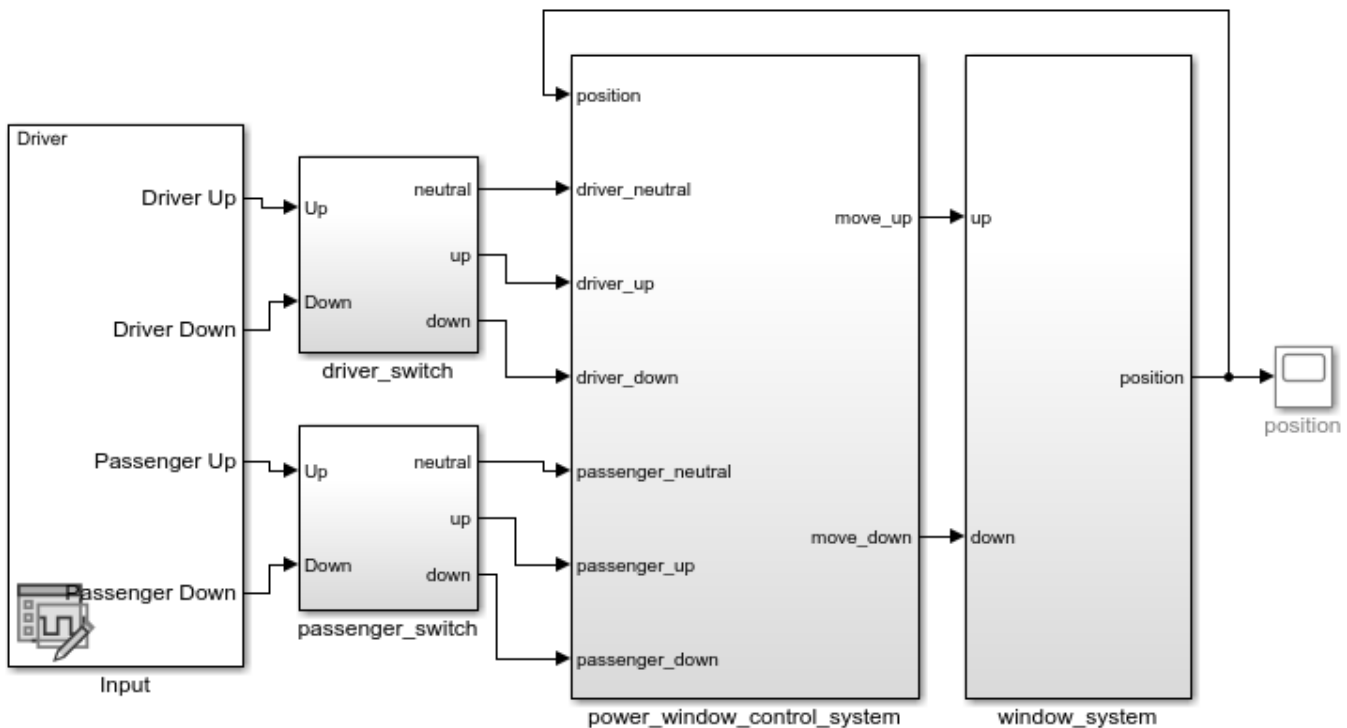 Driver
Driver Up
Driver Down
Passenger Up
Passenger Down
Input
Up
Down
neutral
up
down
driver_switch
Up
Down
neutral
up
down
passenger_switch
position
driver_neutral
driver_up
driver_down
passenger_neutral
passenger_up
passenger_down
move_up
move_down
power_window_control_system
up
down
position
window_system
position